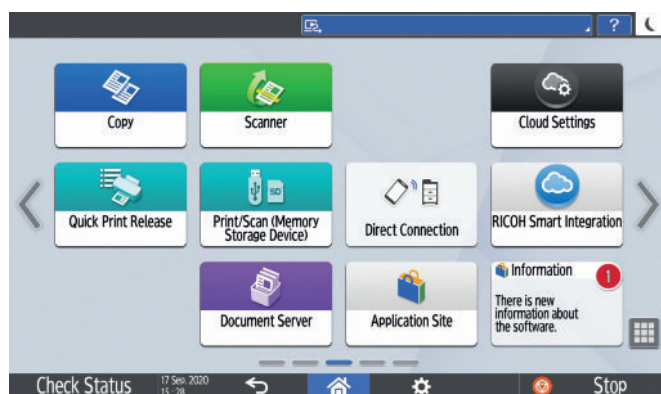 ?
Copy
Scanner
Cloud Settings
SD
Quick Print Release
Print/Scan (Memory
Storage Device)
Direct Connection
RICOH Smart Integration
Document Server
Application Site
Information
1
There is new
information about
the software.
Check Status
17 Sep. 2020
15 : 28
Stop